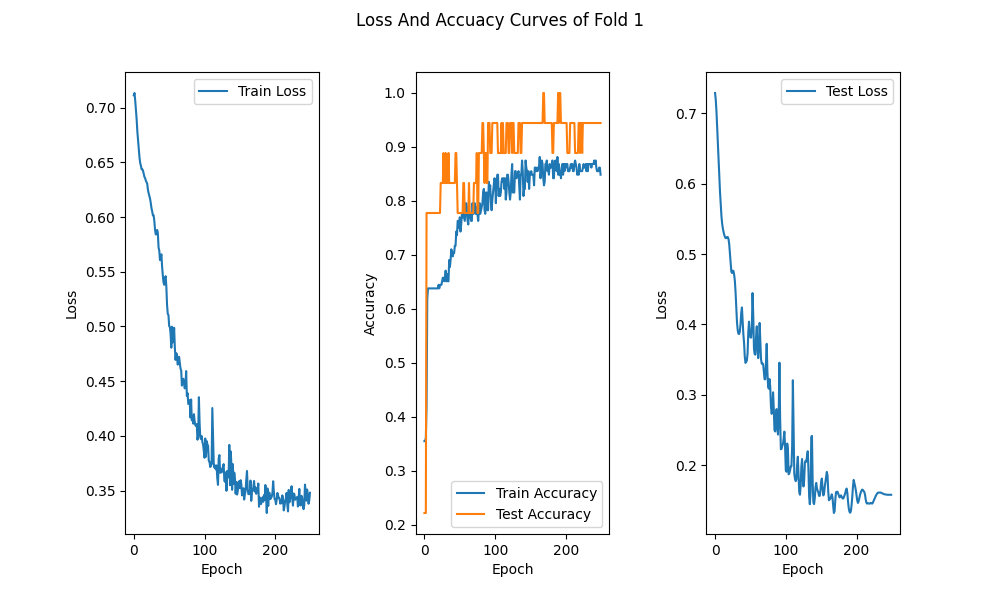 Loss And Accuacy Curves of Fold 1
Train Loss
0.70
0.65
0.60
0.55
0.50
0.45
0.40
0.35
Loss
0
100
200
Epoch
1.0
0.9
0.8
0.7
0.6
0.5
0.4
0.3
0.2
Accuracy
Train Accuracy
Test Accuracy
0
100
200
Epoch
Test Loss
0.7
0.6
0.5
0.4
0.3
0.2
Loss
0
100
200
Epoch